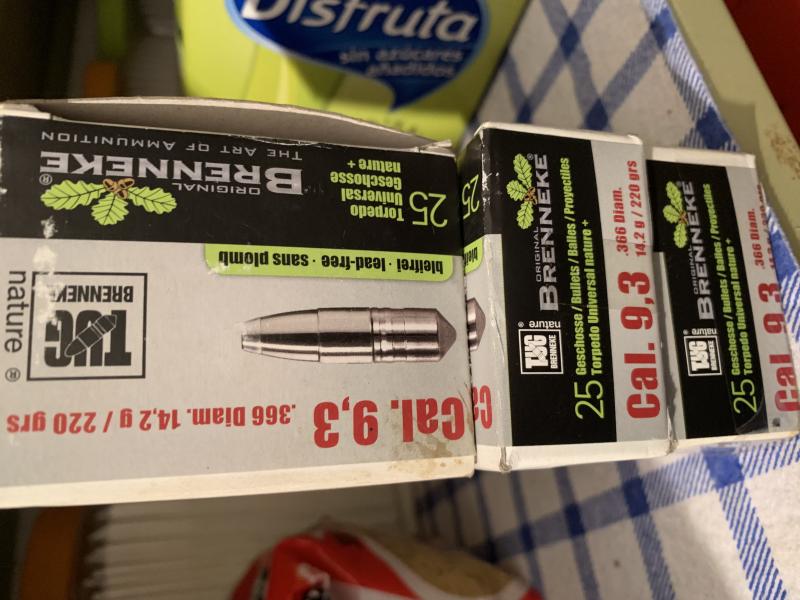 Disfruta
sin azúcares
añadidos
ORIGINAL
BRENNEKE®
THE ART OF AMMUNITION
25
Torpedo
Universal
Geschosse
nature +
bleifrei · lead-free · sans plomb
TUG
BRENNEKE
nature®
Cal. 9,3
.366 Diam. 14,2 g / 220 grs
25
ORIGINAL
BRENNEKE
TUG
BRENNEKE
nature®
25
Geschosse / Bullets / Balles / Proyectiles
Torpedo Universal nature +
Cal. 9,3
.366 Diam.
14,2 g / 220 grs
ORIGINAL
BRENNEKE
TUG
BRENNEKE
nature®
25
Geschosse / Bullets / Balles / Proyectiles
Torpedo Universal nature +
Cal. 9,3
.366 Diam.